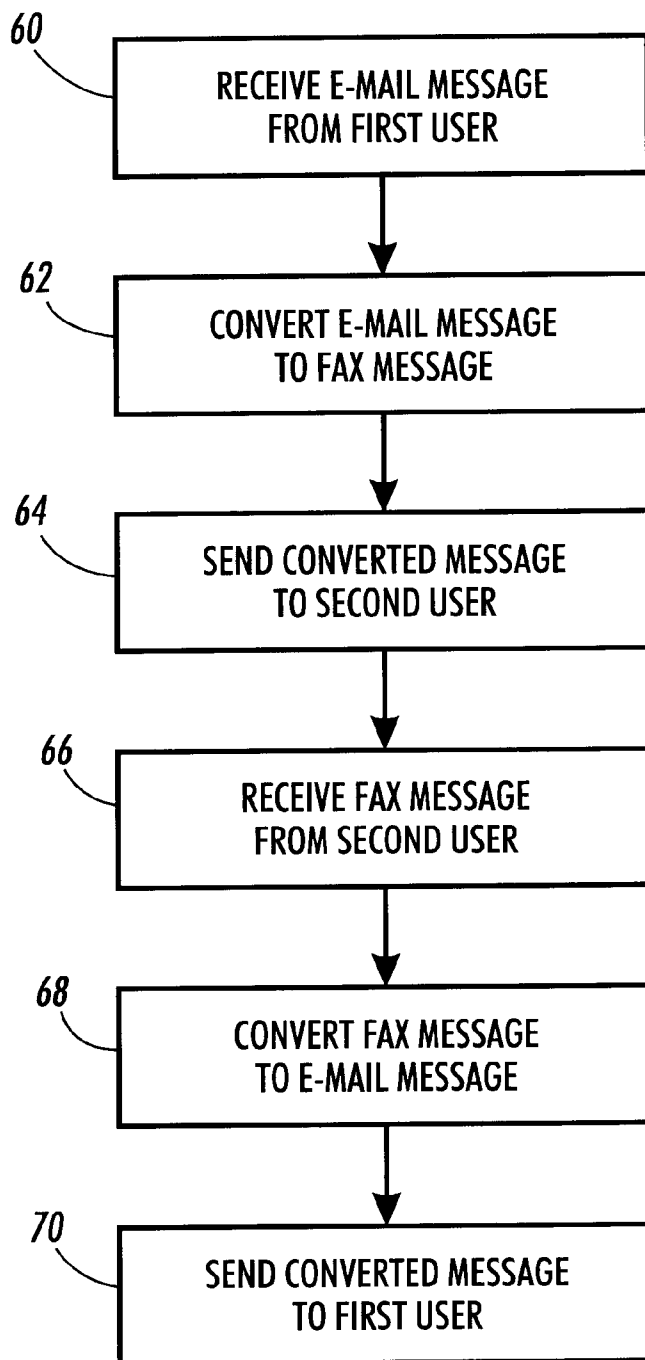 60
RECEIVE E-MAIL MESSAGE
FROM FIRST USER
62
CONVERT E-MAIL MESSAGE
TO FAX MESSAGE
64
SEND CONVERTED MESSAGE
TO SECOND USER
66
RECEIVE FAX MESSAGE
FROM SECOND USER
68
CONVERT FAX MESSAGE
TO E-MAIL MESSAGE
70
SEND CONVERTED MESSAGE
TO FIRST USER